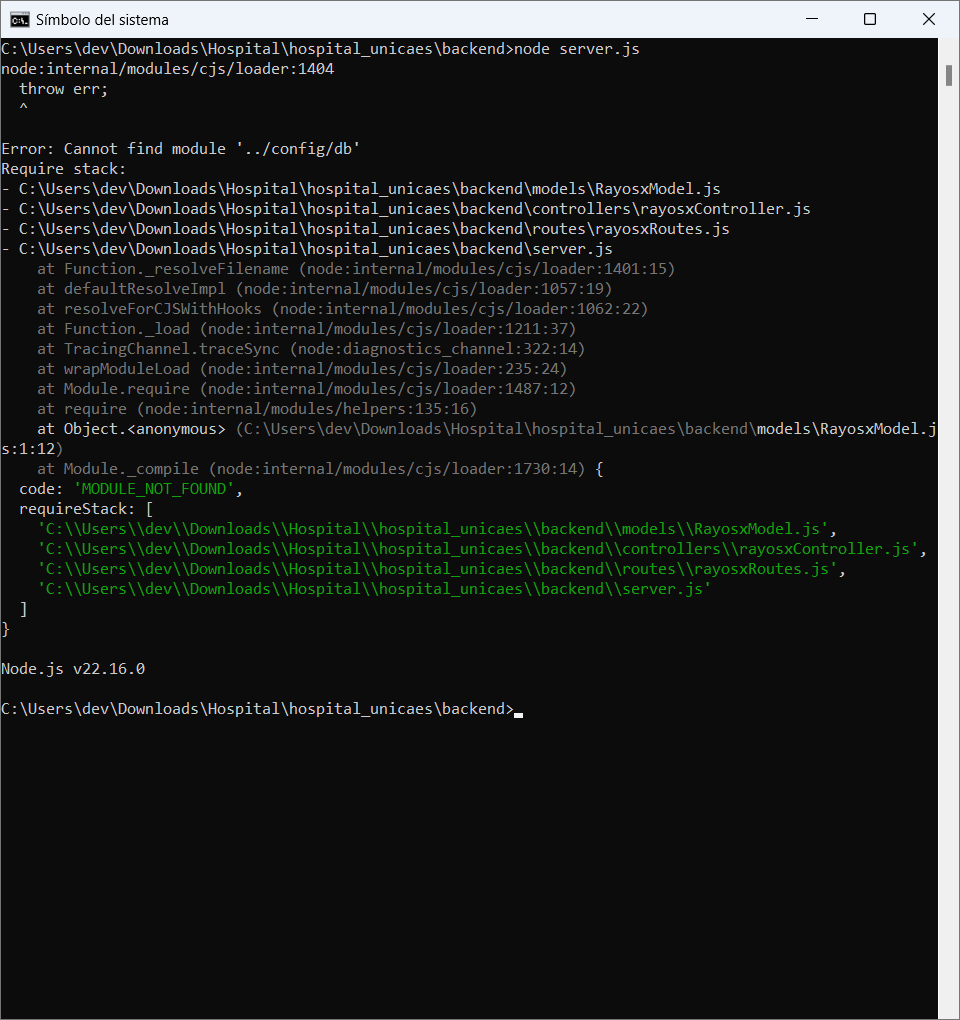 Símbolo del sistema
C:\Users\dev\Downloads\Hospital\hospital_unicaes\backend>node server.js
node:internal/modules/cjs/loader:1404
  throw err;
  ^

Error: Cannot find module '../config/db'
Require stack:
- C:\Users\dev\Downloads\Hospital\hospital_unicaes\backend\models\RayosxModel.js
- C:\Users\dev\Downloads\Hospital\hospital_unicaes\backend\controllers\rayosxController.js
- C:\Users\dev\Downloads\Hospital\hospital_unicaes\backend\routes\rayosxRoutes.js
- C:\Users\dev\Downloads\Hospital\hospital_unicaes\backend\server.js
    at Function._resolveFilename (node:internal/modules/cjs/loader:1401:15)
    at defaultResolveImpl (node:internal/modules/cjs/loader:1057:19)
    at resolveForCJSWithHooks (node:internal/modules/cjs/loader:1062:22)
    at Function._load (node:internal/modules/cjs/loader:1211:37)
    at TracingChannel.traceSync (node:diagnostics_channel:322:14)
    at wrapModuleLoad (node:internal/modules/cjs/loader:235:24)
    at Module.require (node:internal/modules/cjs/loader:1487:12)
    at require (node:internal/modules/helpers:135:16)
    at Object.<anonymous> (C:\Users\dev\Downloads\Hospital\hospital_unicaes\backend\models\RayosxModel.j
s:1:12)
    at Module._compile (node:internal/modules/cjs/loader:1730:14) {
  code: 'MODULE_NOT_FOUND',
  requireStack: [
    'C:\\Users\\dev\\Downloads\\Hospital\\hospital_unicaes\\backend\\models\\RayosxModel.js',
    'C:\\Users\\dev\\Downloads\\Hospital\\hospital_unicaes\\backend\\controllers\\rayosxController.js',
    'C:\\Users\\dev\\Downloads\\Hospital\\hospital_unicaes\\backend\\routes\\rayosxRoutes.js',
    'C:\\Users\\dev\\Downloads\\Hospital\\hospital_unicaes\\backend\\server.js'
  ]
}

Node.js v22.16.0

C:\Users\dev\Downloads\Hospital\hospital_unicaes\backend>